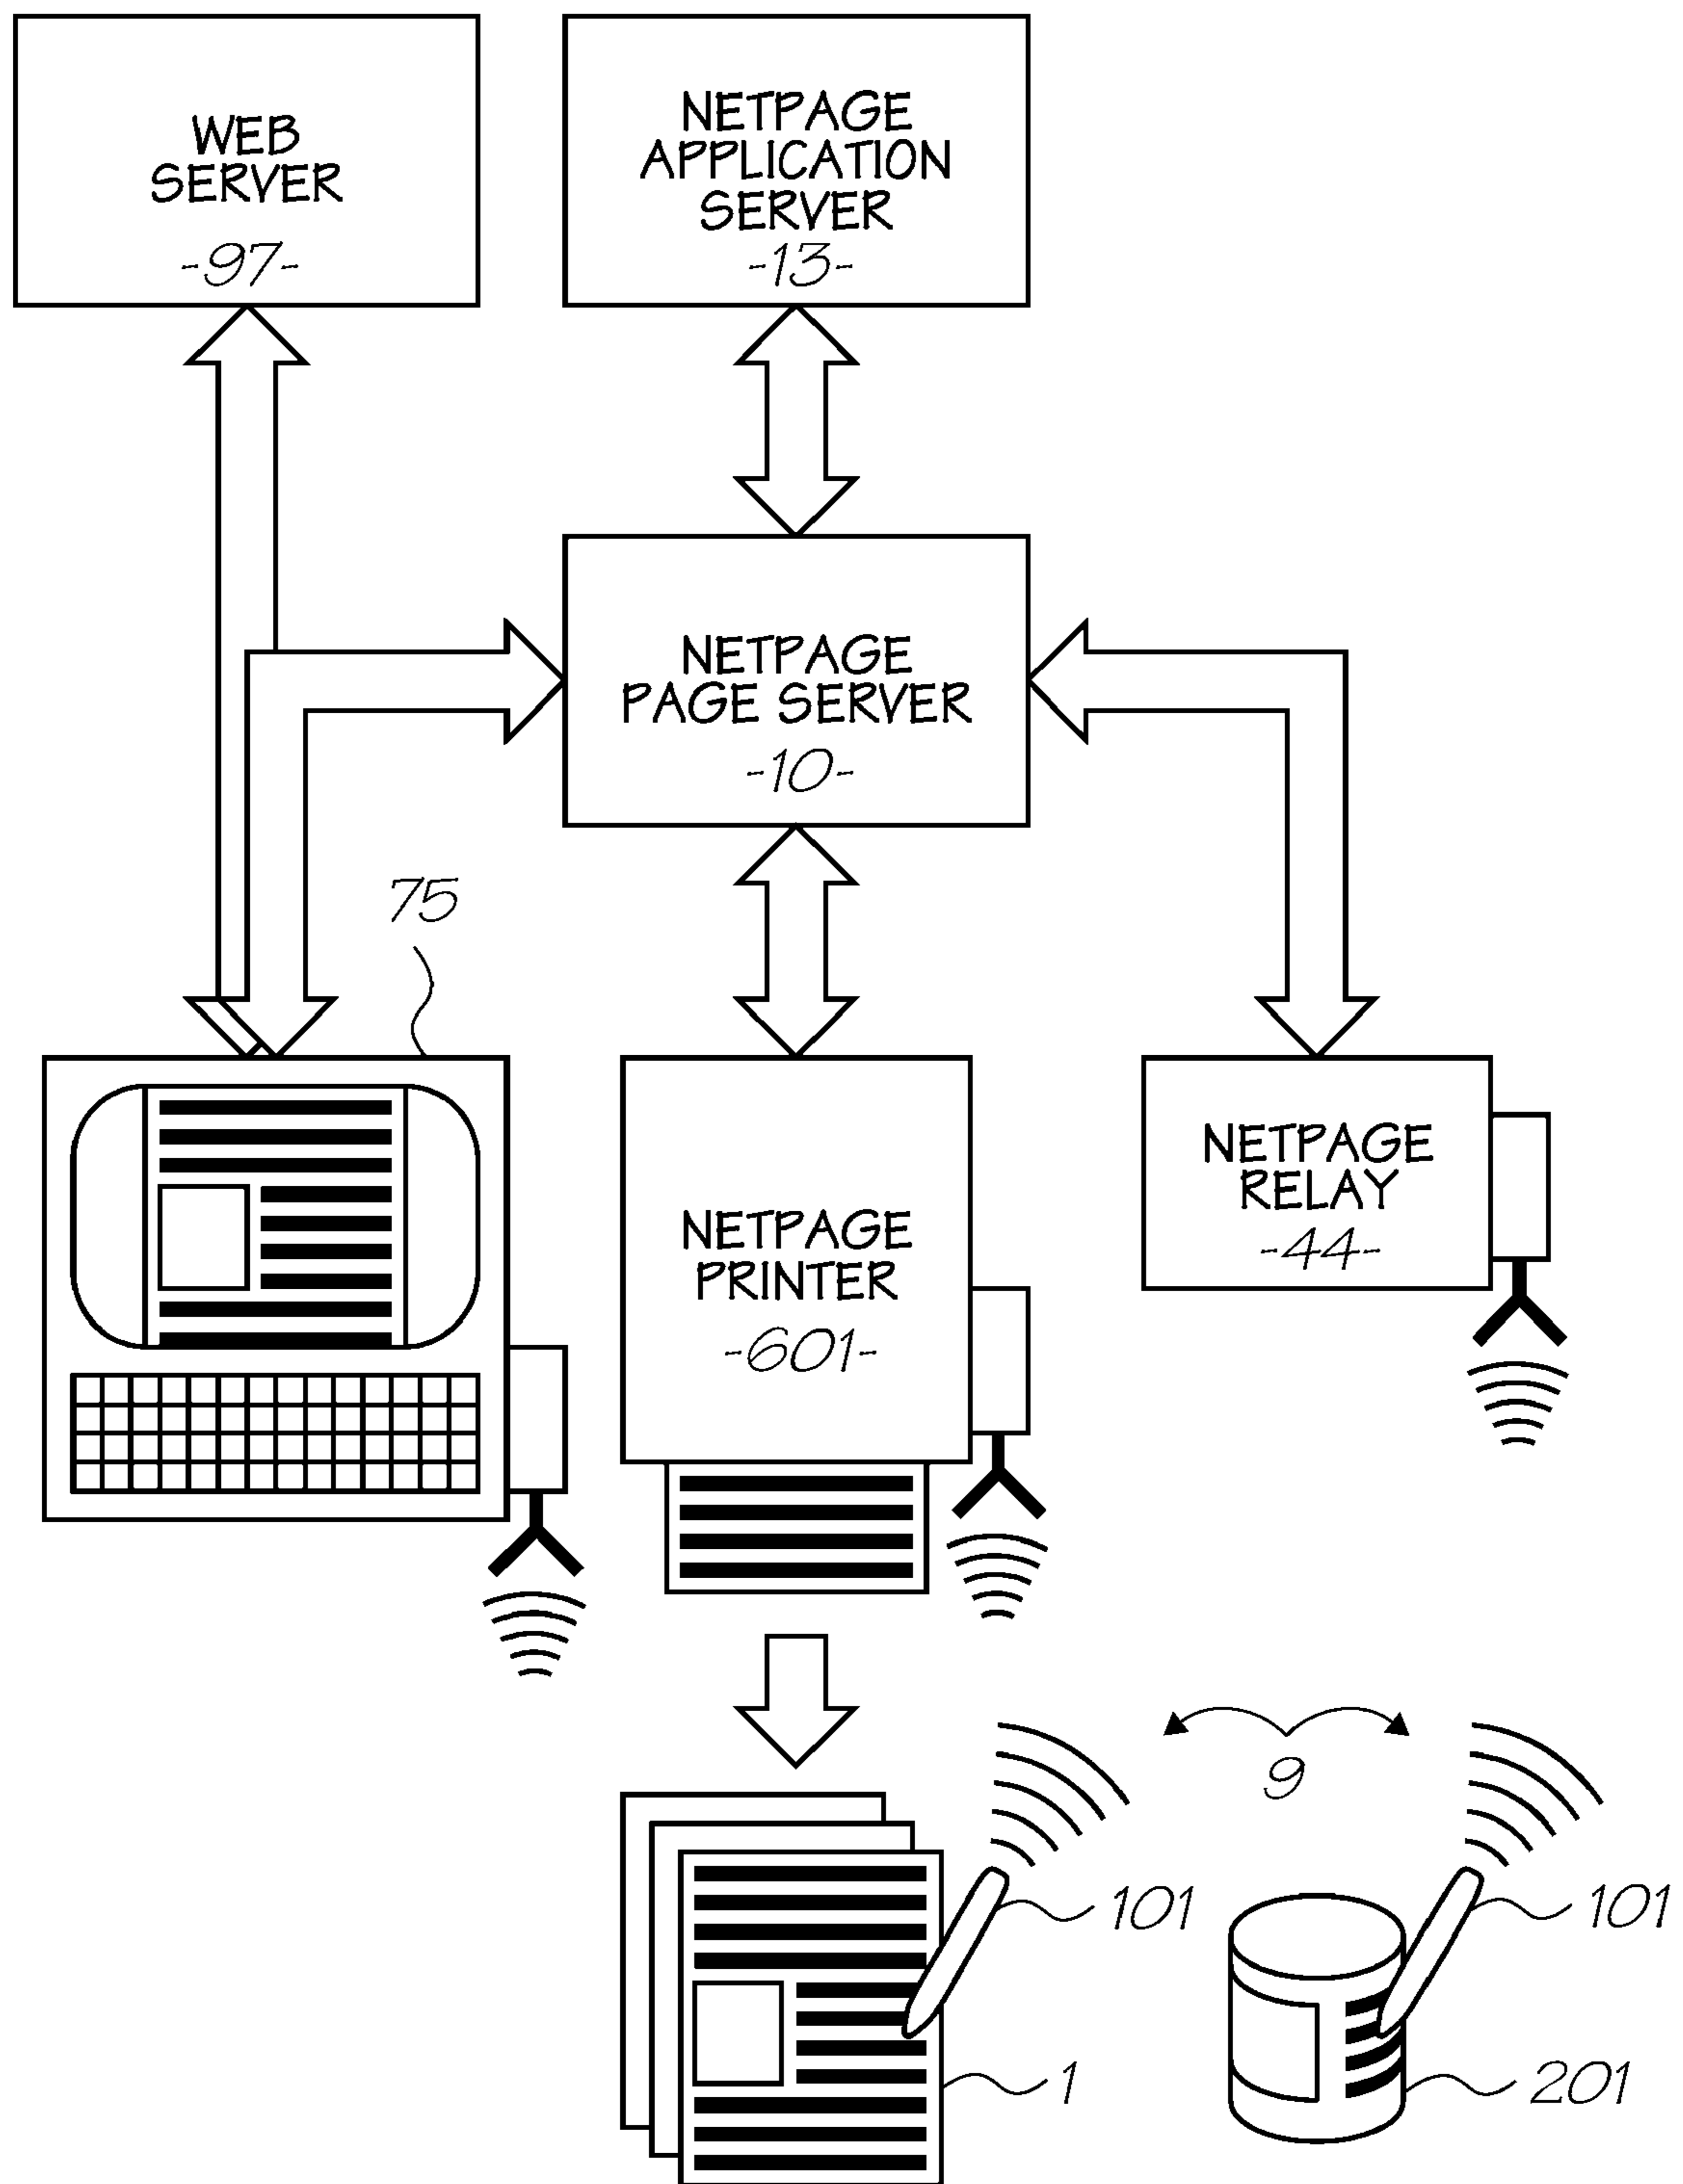 WEB
SERVER
-97-
NETPAGE
APPLICATION
SERVER
-13-
NETPAGE
PAGE SERVER
-10-
75
NETPAGE
PRINTER
-601-
NETPAGE
RELAY
-44-
9
101
101
1
201